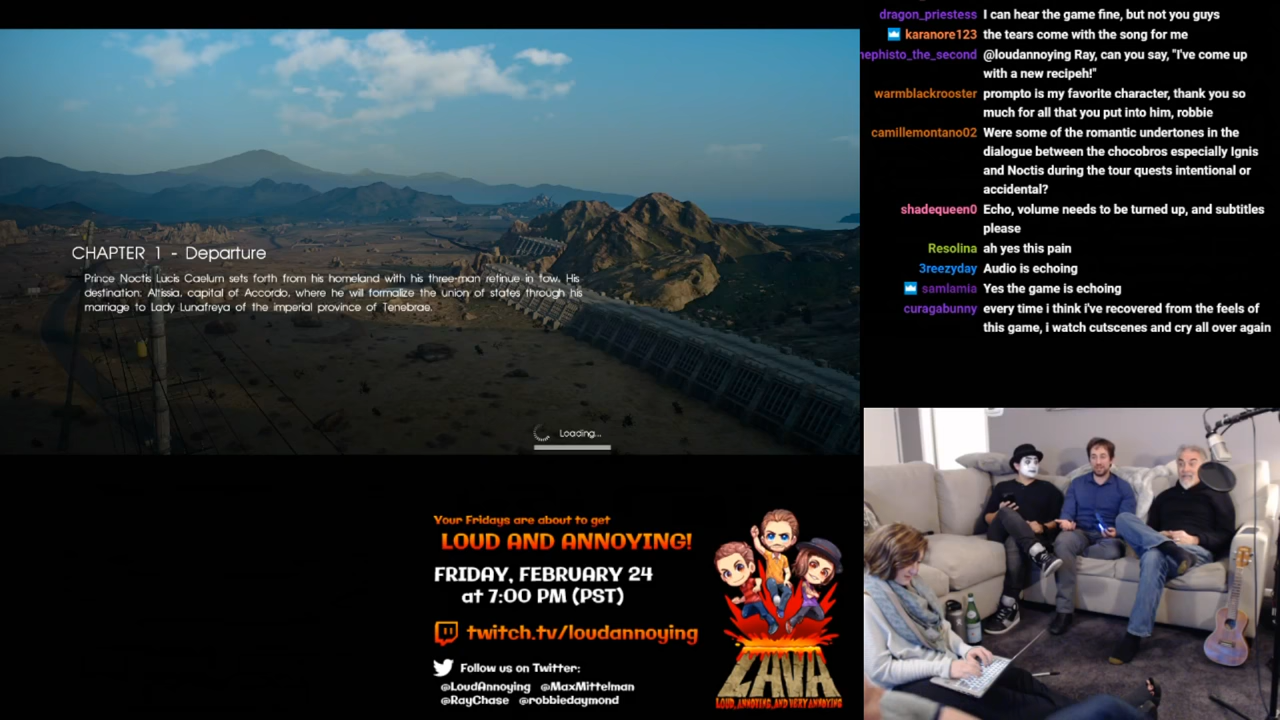 CHAPTER 1 - Departure
Prince Noctis Lucis Caelum sets forth from his homeland with his three-man retinue in tow. His
destination: Altissia, capital of Accordo, where he will formalize the union of states through his
marriage to Lady Lunafreya of the imperial province of Tenebrae.
Loading...
Your Fridays are about to get
LOUD AND ANNOYING!
FRIDAY, FEBRUARY 24
at 7:00 PM (PST)
twitch.tv/loudannoying
Follow us on Twitter:
@LoudAnnoying @MaxMittelman
@RayChase @robbiedaymond
LAVA
LOUD, ANNOYING, AND VERY ANNOYING
dragon_priestess I can hear the game fine, but not you guys
karanore123 the tears come with the song for me
nephisto_the_second @loudannoying Ray, can you say, "I've come up
with a new recipeh!"
warmblackrooster prompto is my favorite character, thank you so
much for all that you put into him, robbie
camillemontano02 Were some of the romantic undertones in the
dialogue between the chocobros especially Ignis
and Noctis during the tour quests intentional or
accidental?
shadequeen0 Echo, volume needs to be turned up, and subtitles
please
Resolina ah yes this pain
3reezyday Audio is echoing
samlamia Yes the game is echoing
curagabunny every time i think i've recovered from the feels of
this game, i watch cutscenes and cry all over again